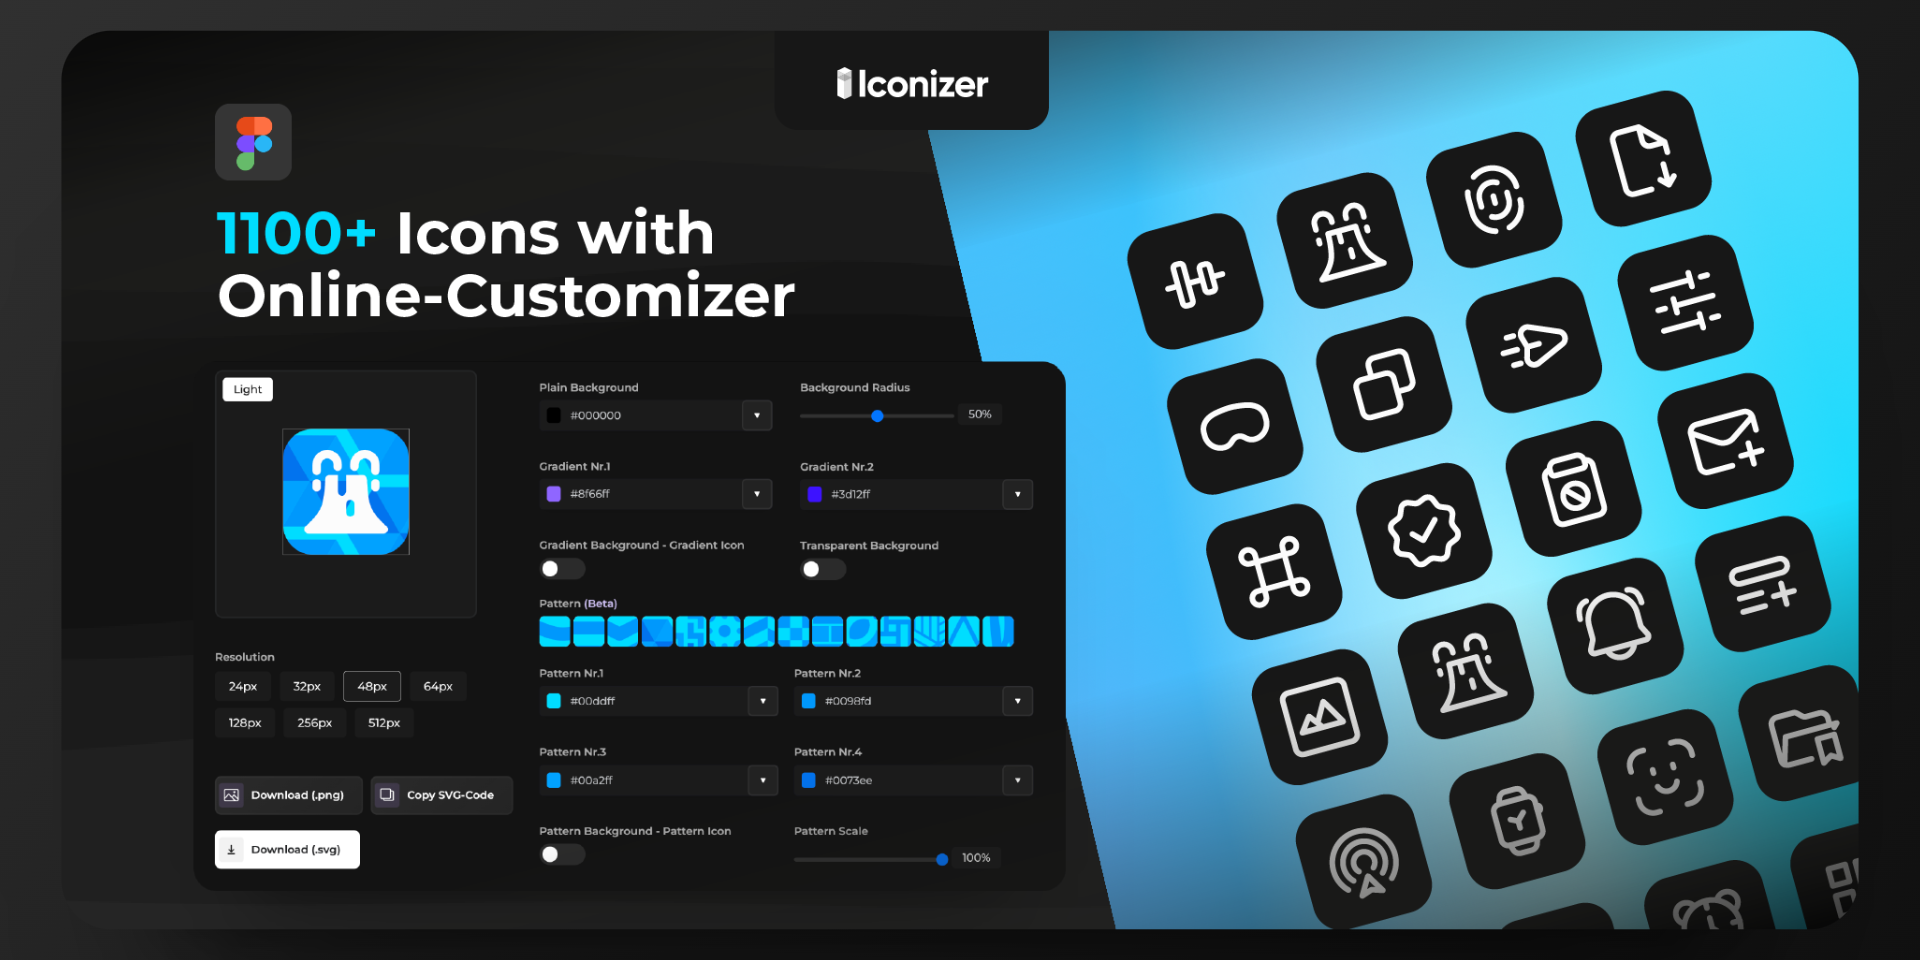 Iconizer
1100+ Icons with
Online-Customizer
Light
Plain Background
#000000
Background Radius
50%
Gradient Nr.1
#8f66ff
Gradient Nr.2
#3d12ff
Gradient Background - Gradient Icon
Transparent Background
Pattern (Beta)
Pattern Nr.1
#00ddff
Pattern Nr.2
#0098fd
Pattern Nr.3
#00a2ff
Pattern Nr.4
#0073ee
Pattern Background - Pattern Icon
Pattern Scale
100%
Resolution
24px
32px
48px
64px
128px
256px
512px
Download (.png)
Copy SVG-Code
Download (.svg)